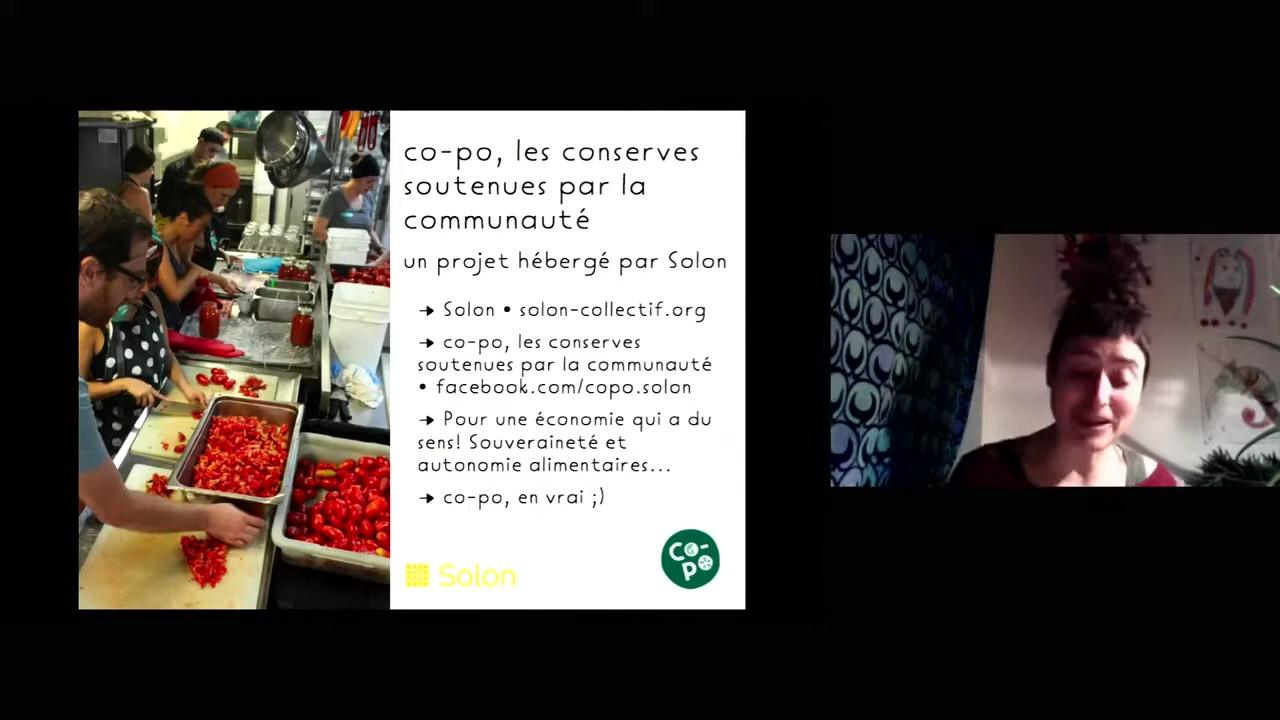 co-po, les conserves
soutenues par la
communauté
un projet hébergé par Solon
→ Solon • solon-collectif.org
→ co-po, les conserves
soutenues par la communauté
• facebook.com/copo.solon
→ Pour une économie qui a du
sens! Souveraineté et
autonomie alimentaires...
→ co-po, en vrai ;)
Solon
co-
po